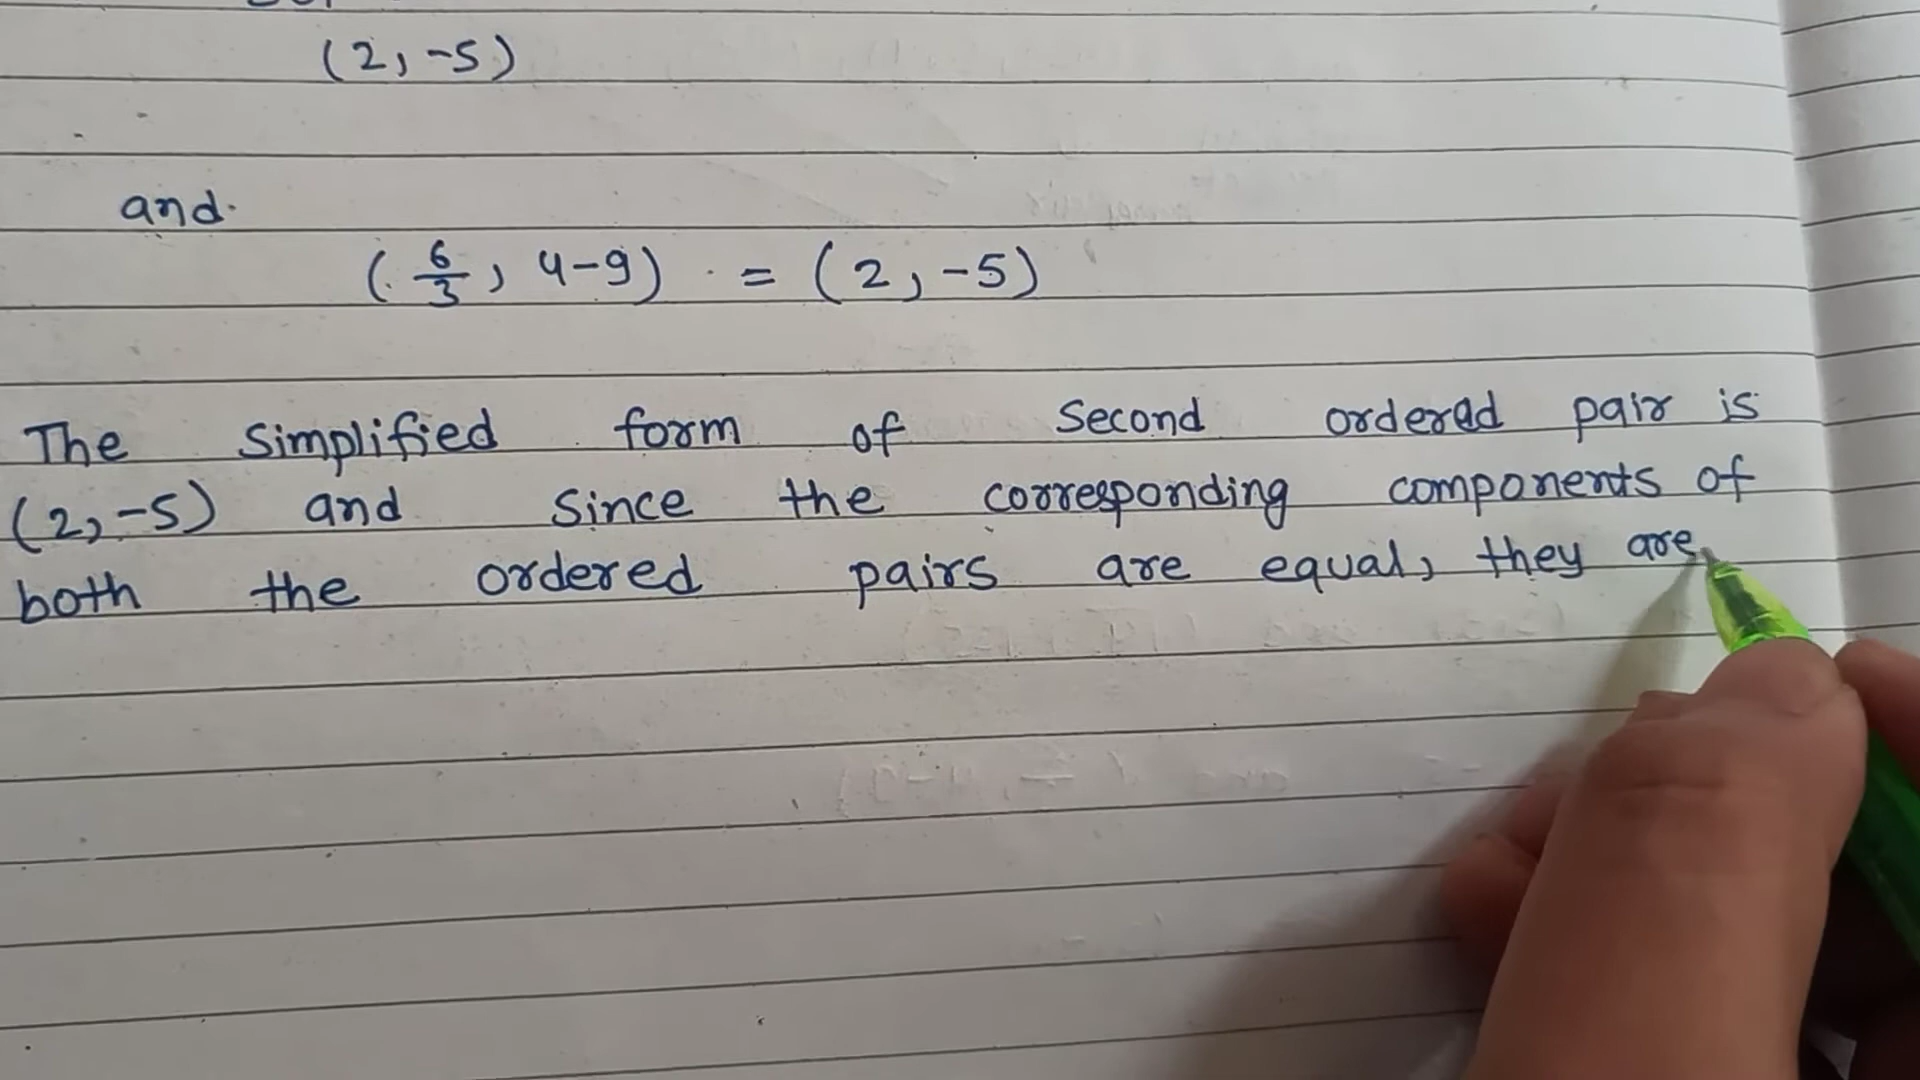 (2, -5)
and.
(6/3, 4-9) = (2, -5)
The simplified form of second ordered pair is
(2, -5) and since the corresponding components of
both the ordered pairs are equal, they are